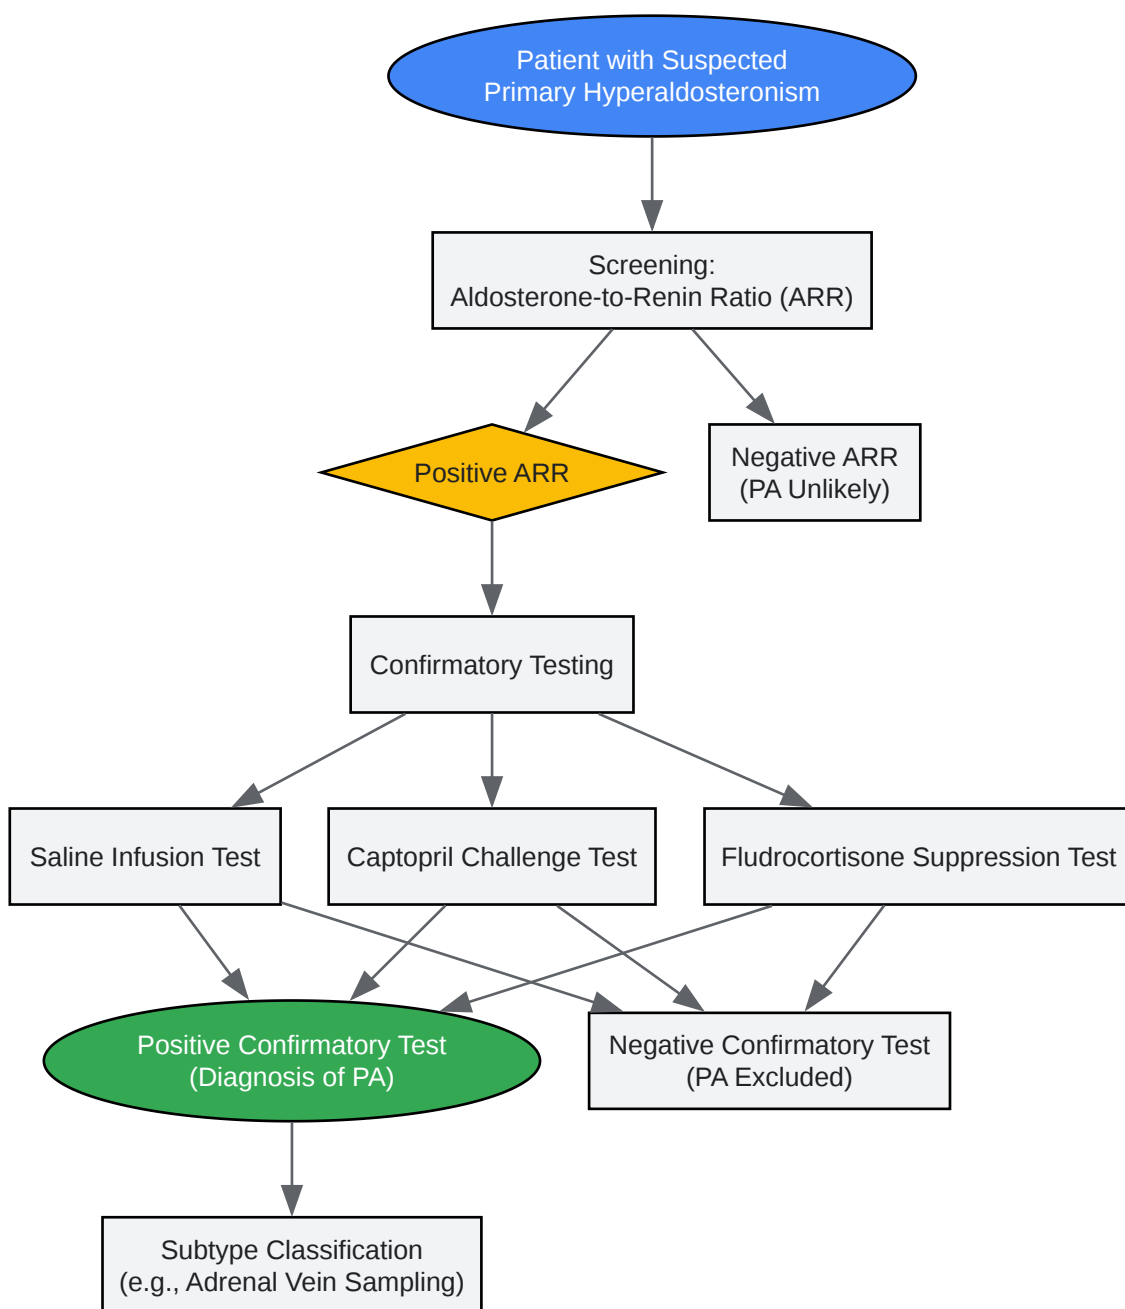 Patient with Suspected
Primary Hyperaldosteronism
Screening:
Aldosterone-to-Renin Ratio (ARR)
Positive ARR
Negative ARR
(PA Unlikely)
Confirmatory Testing
Saline Infusion Test
Captopril Challenge Test
Fludrocortisone Suppression Test
Positive Confirmatory Test
(Diagnosis of PA)
Negative Confirmatory Test
(PA Excluded)
Subtype Classification
(e.g., Adrenal Vein Sampling)